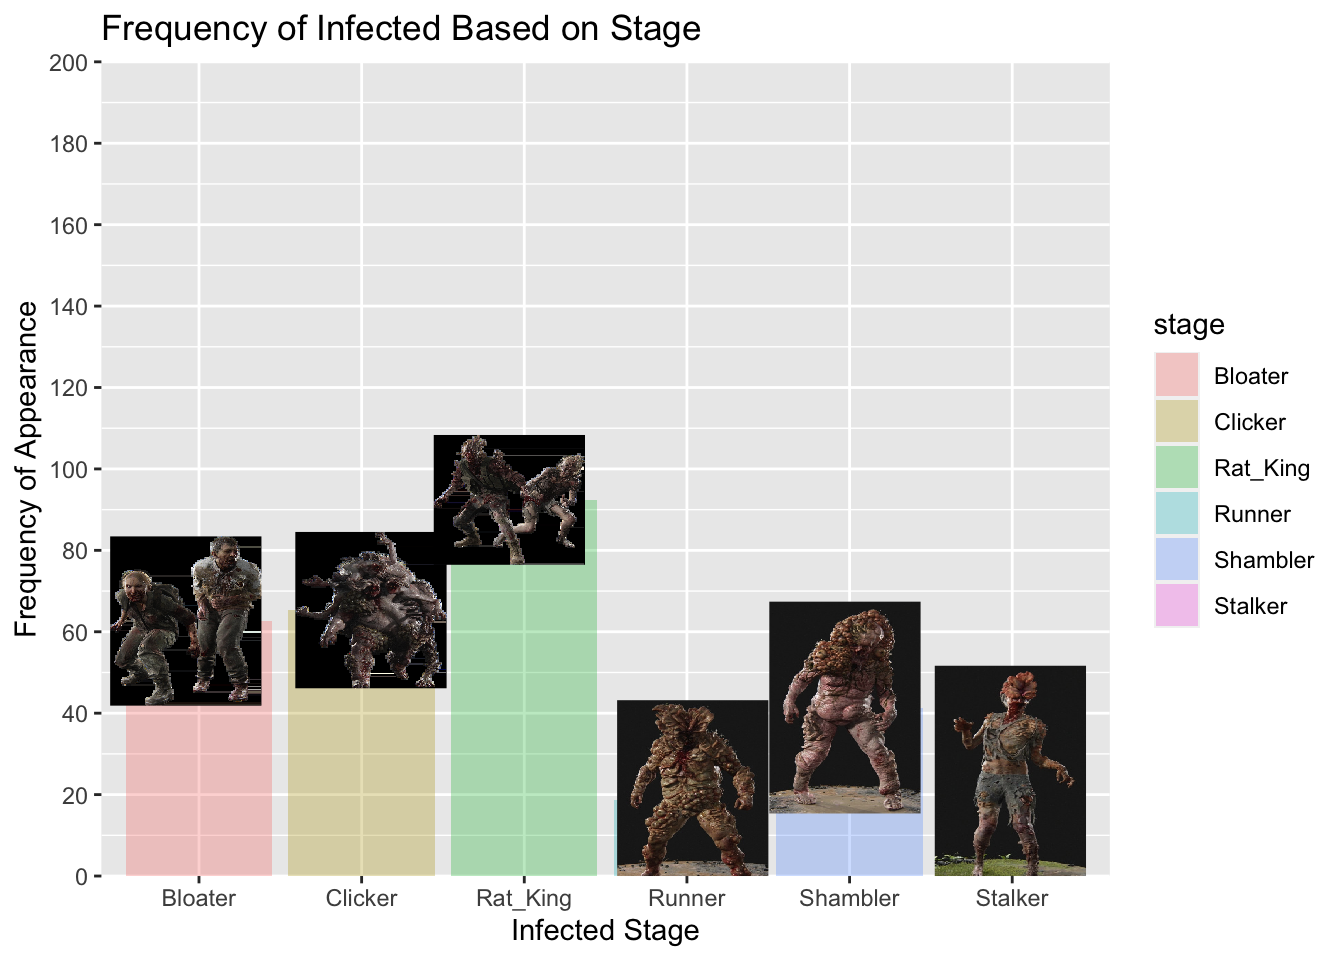 Frequency of Infected Based on Stage
200
180
160
140
120
100
80
60
40
20
0
Frequency of Appearance
Bloater Clicker Rat_King Runner Shambler Stalker
Infected Stage
stage
Bloater
Clicker
Rat_King
Runner
Shambler
Stalker